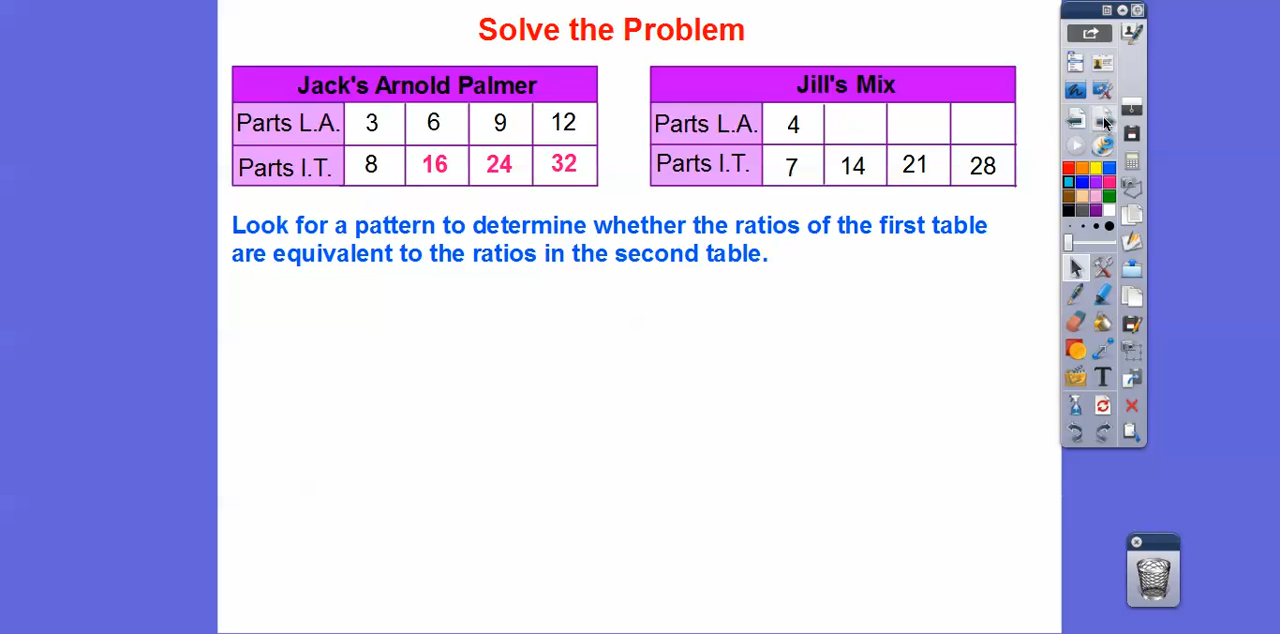 Solve the Problem
Jack's Arnold Palmer
Parts L.A. 3 6 9 12
Parts I.T. 8 16 24 32
Jill's Mix
Parts L.A. 4
Parts I.T. 7 14 21 28
Look for a pattern to determine whether the ratios of the first table
are equivalent to the ratios in the second table.